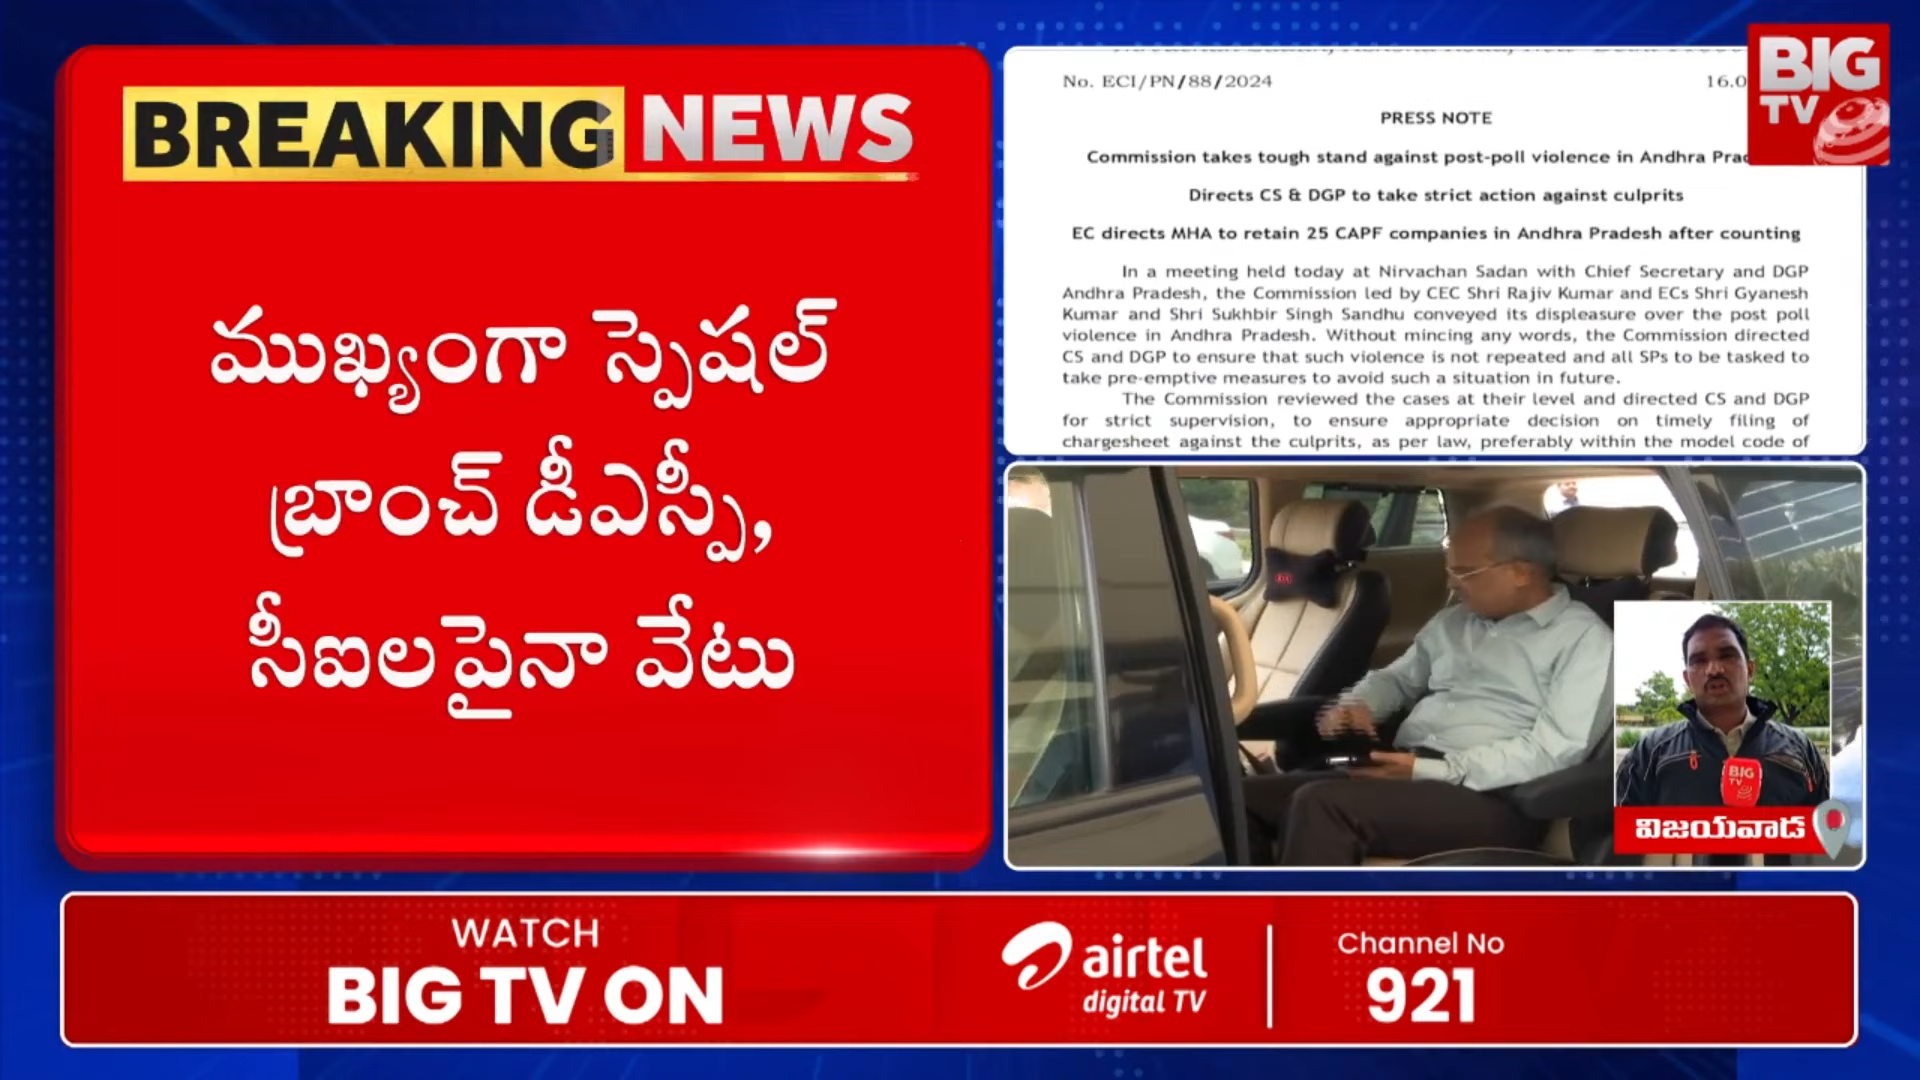 BREAKING NEWS
ముఖ్యంగా స్పెషల్
బ్రాంచ్ డీఎస్పీ,
సీఐలపైనా వేటు
No. ECI/PN/88/2024 16.0
PRESS NOTE
Commission takes tough stand against post-poll violence in Andhra
Directs CS & DGP to take strict action against culprits
EC directs MHA to retain 25 CAPF companies in Andhra Pradesh after counting
In a meeting held today at Nirvachan Sadan with Chief Secretary and DGP
Andhra Pradesh, the Commission led by CEC Shri Rajiv Kumar and ECs Shri Gyanesh
Kumar and Shri Sukhbir Singh Sandhu conveyed its displeasure over the post poll
violence in Andhra Pradesh. Without mincing any words, the Commission directed
CS and DGP to ensure that such violence is not repeated and all SPs to be tasked to
take pre-emptive measures to avoid such a situation in future.
The Commission reviewed the cases at their level and directed CS and DGP
for strict supervision, to ensure appropriate decision on timely filing of
chargesheet against the culprits, as per law, preferably within the model code of
BIG
TV
BIG
TV
విజయవాడ
WATCH
BIG TV ON
airtel
digital TV
Channel No
921